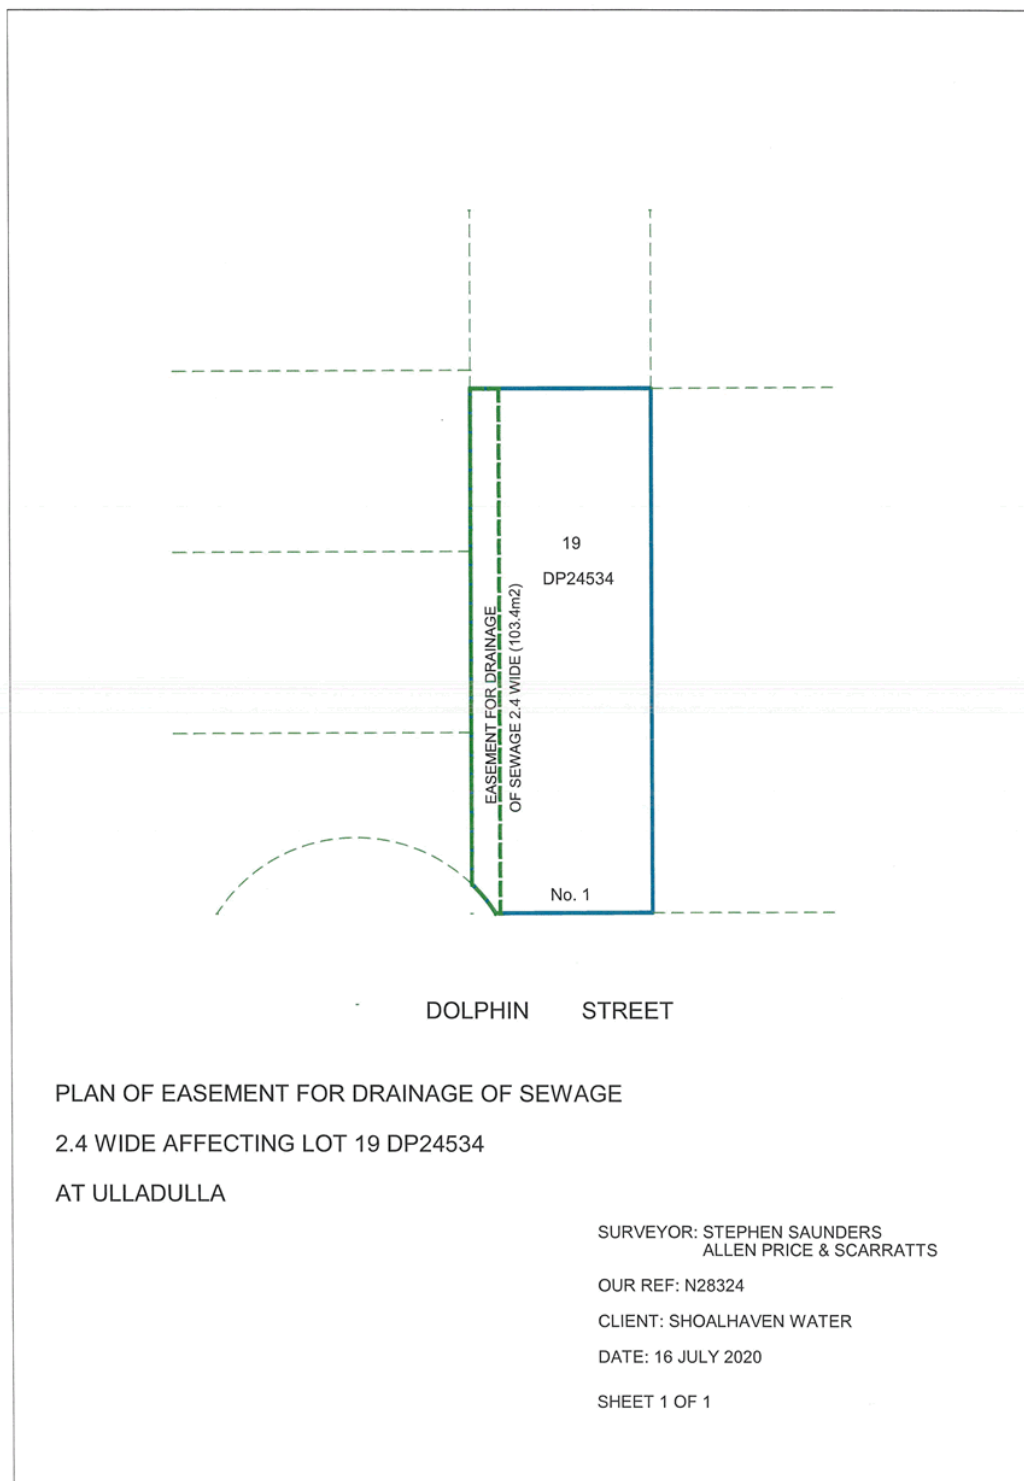 19
DP24534
EASEMENT FOR DRAINAGE
OF SEWAGE 2.4 WIDE (103.4m2)
No. 1
DOLPHIN STREET
PLAN OF EASEMENT FOR DRAINAGE OF SEWAGE
2.4 WIDE AFFECTING LOT 19 DP24534
AT ULLADULLA
SURVEYOR: STEPHEN SAUNDERS
ALLEN PRICE & SCARRATTS
OUR REF: N28324
CLIENT: SHOALHAVEN WATER
DATE: 16 JULY 2020
SHEET 1 OF 1